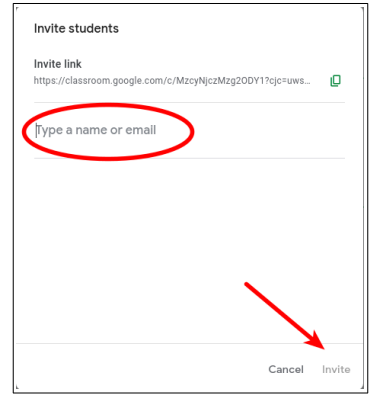 Invite students
Invite link
https://classroom.google.com/c/MzcyNjczMzg2ODY1?cjc=uws...
Type a name or email
Cancel Invite